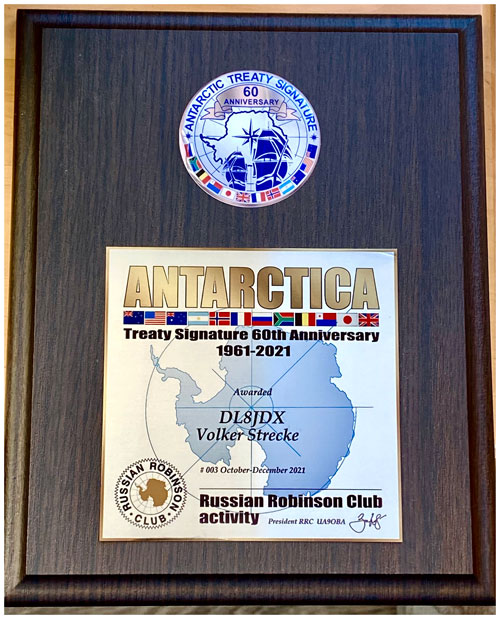 ANTARCTIC TREATY SIGNATURE
60
ANNIVERSARY
ANTARCTICA
Treaty Signature 60th Anniversary
1961-2021
Awarded
DL8JDX
Volker Strecke
# 003 October-December 2021
RUSSIAN ROBINSON
CLUB
Russian Robinson Club
activity
President RRC UA9OBA